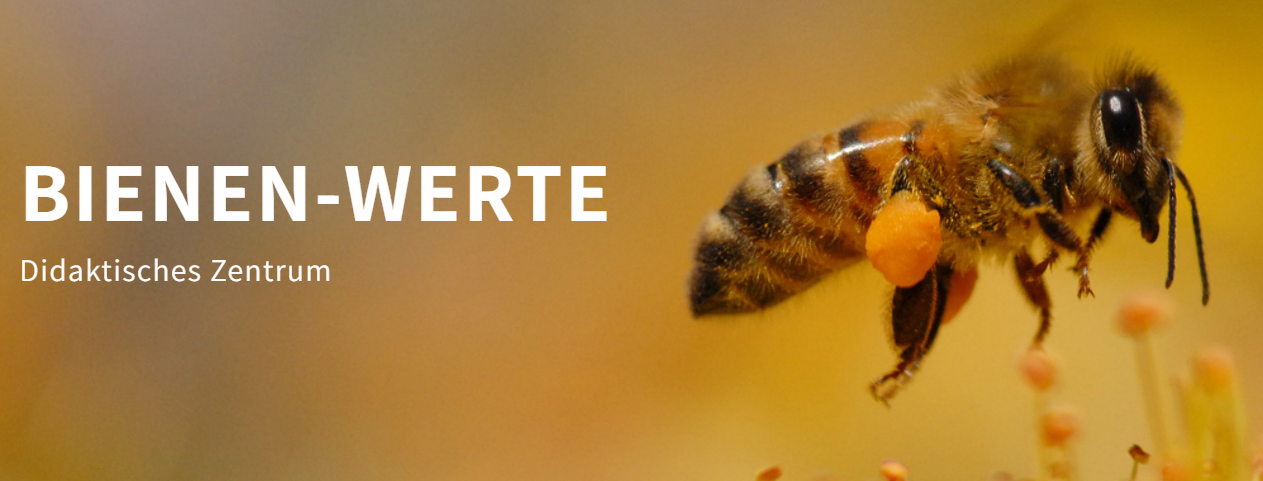 BIENEN-WERTE
Didaktisches Zentrum